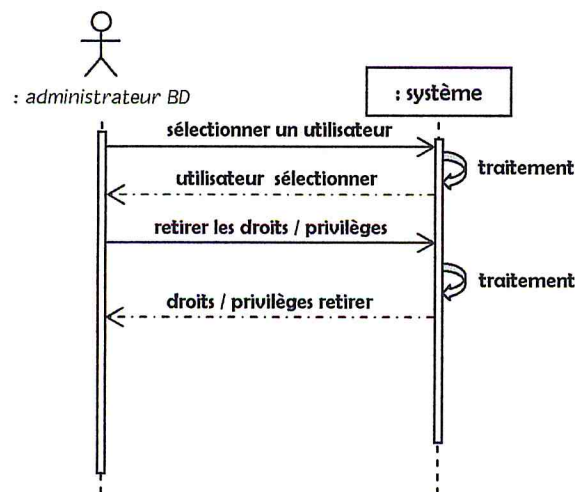 : administrateur BD
: système
sélectionner un utilisateur
traitement
utilisateur sélectionner
retirer les droits / privilèges
traitement
droits / privilèges retirer